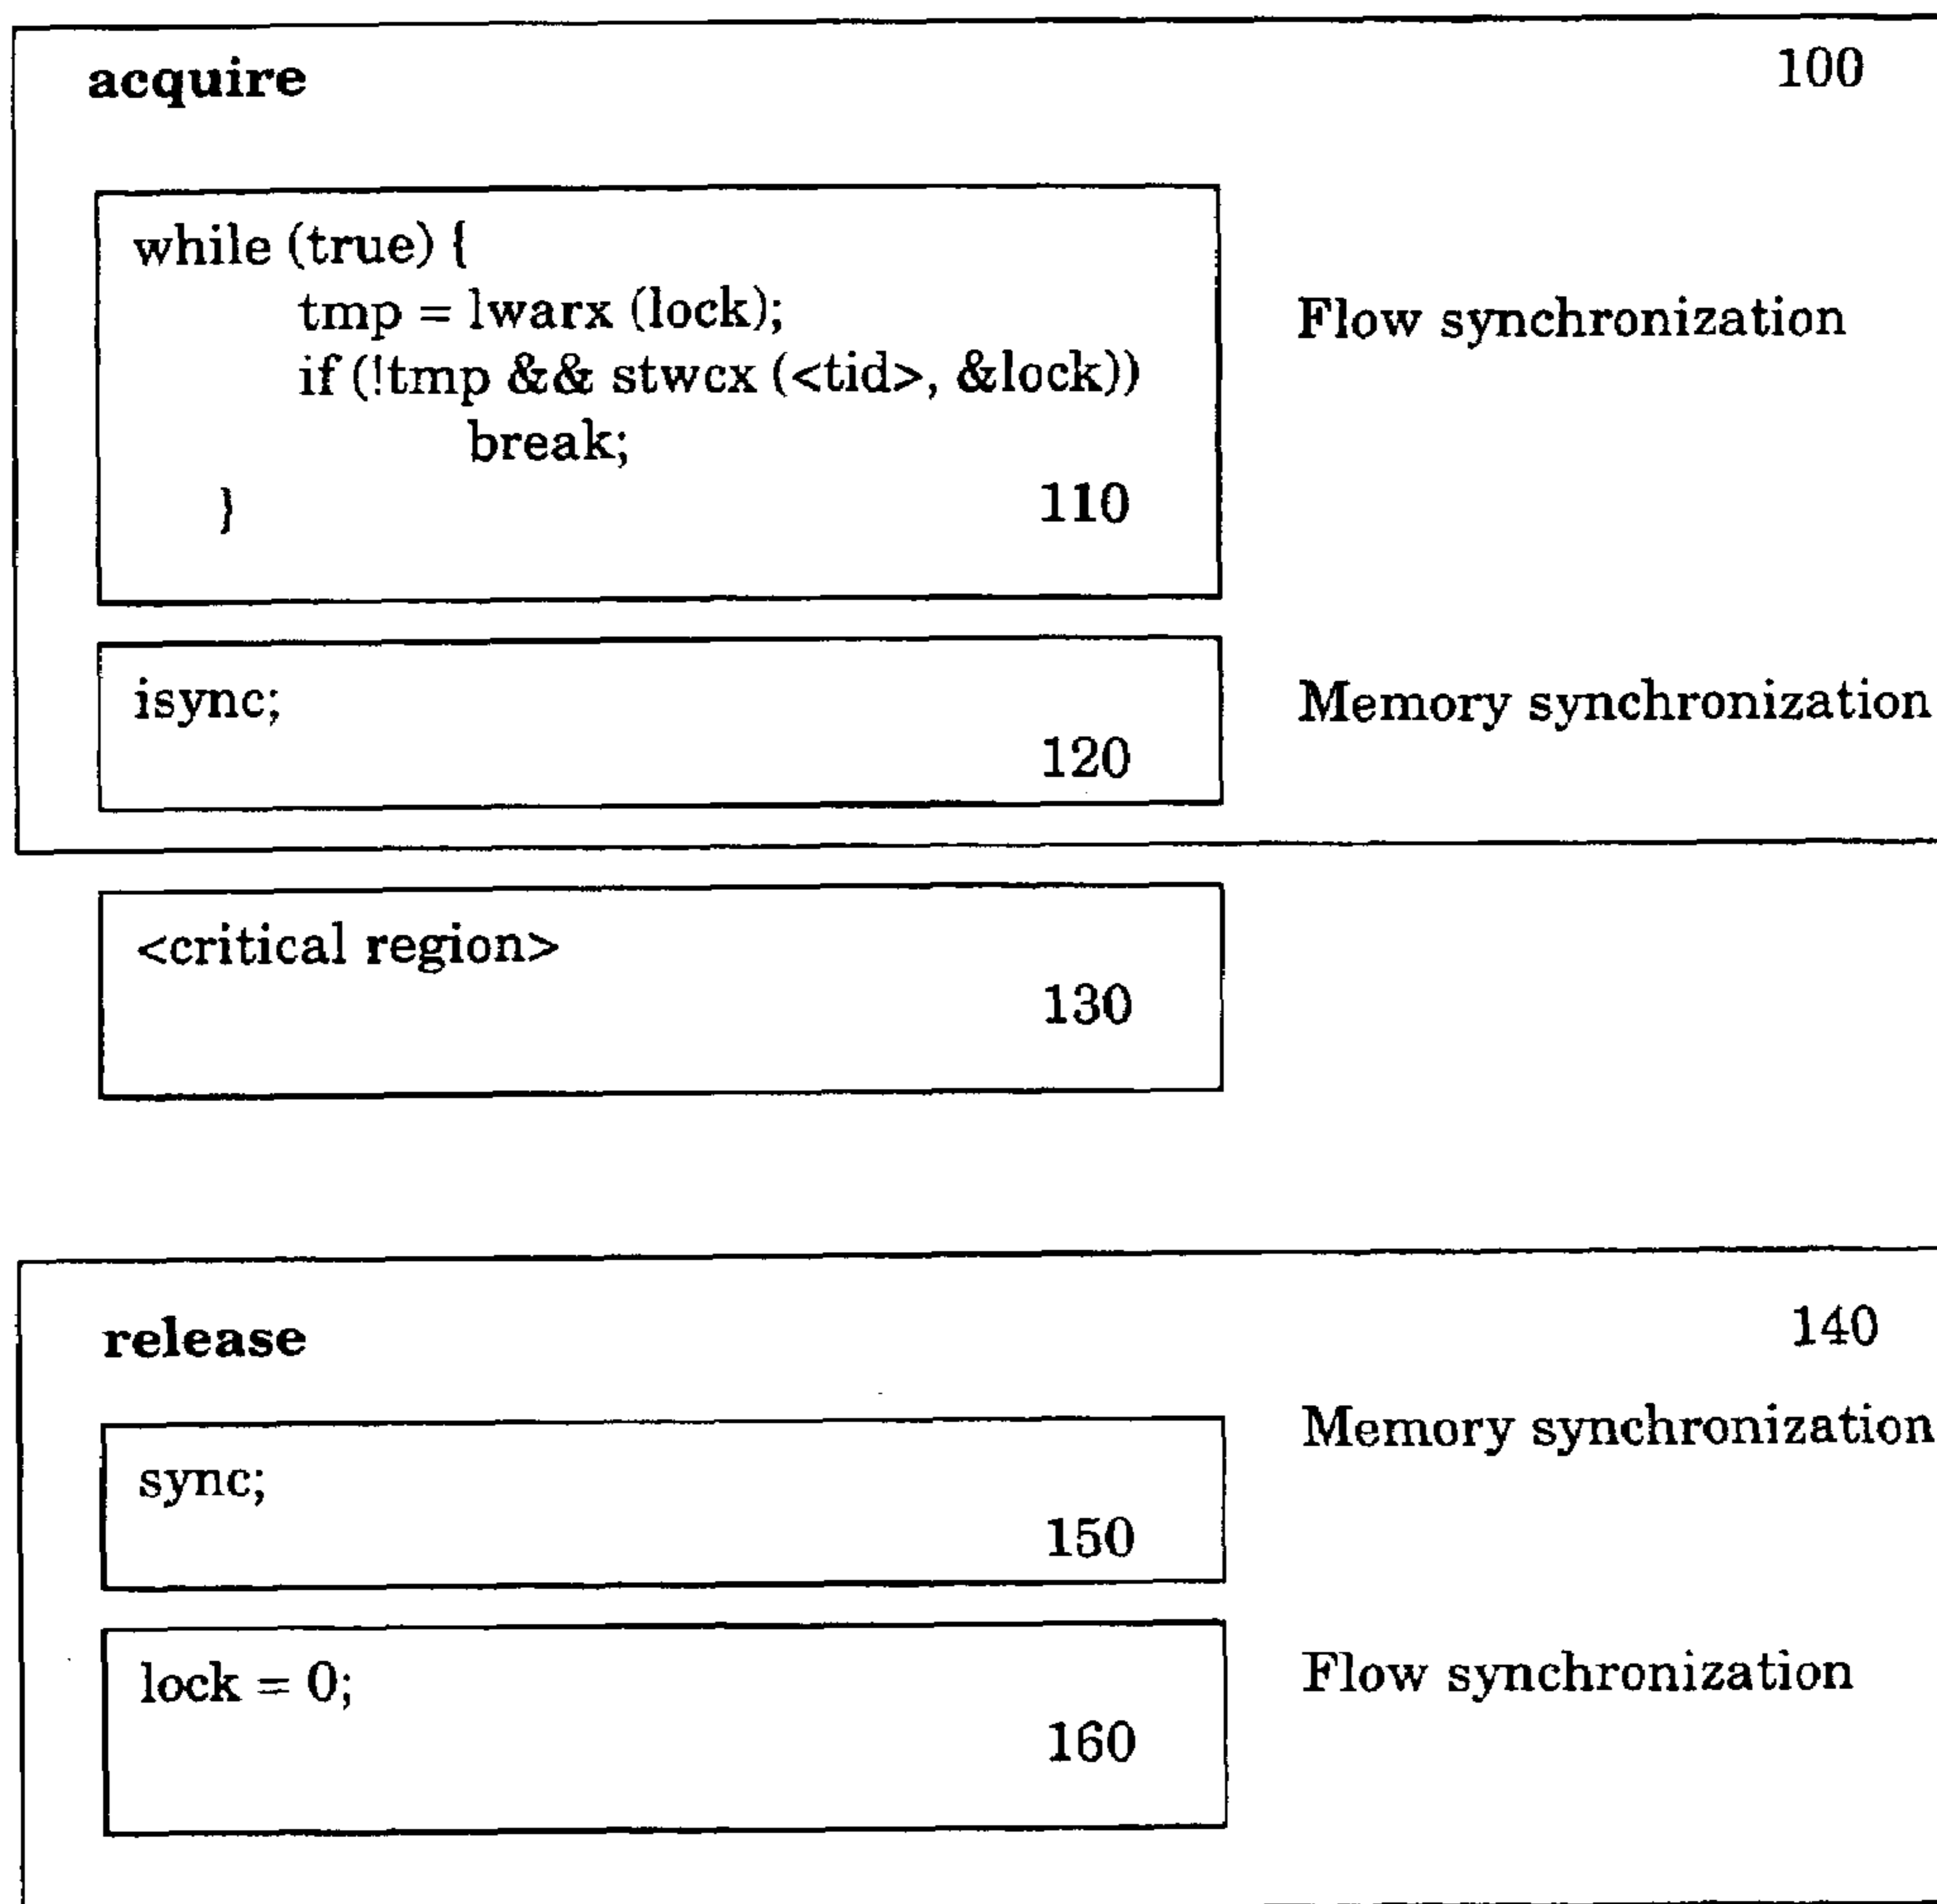 acquire 100
while (true) {
tmp = lwarx (lock);
if (!tmp && stwcx (<tid>, &lock))
break;
} 110
Flow synchronization
isync;
120
Memory synchronization
<critical region>
130
release 140
Memory synchronization
sync;
150
lock = 0;
160
Flow synchronization